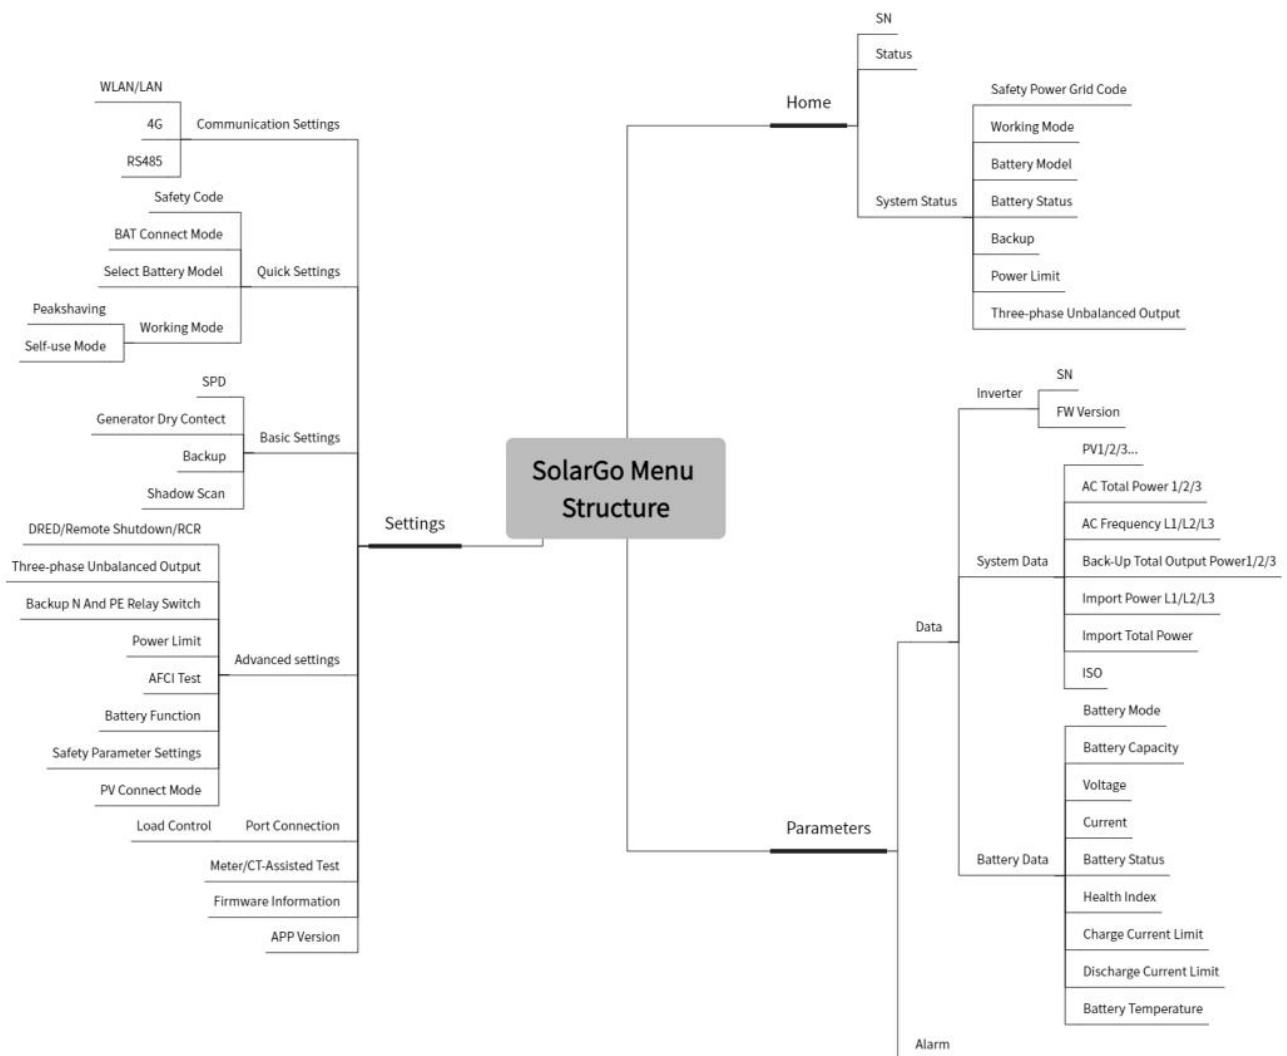 SolarGo Menu
Structure
Home
SN
Status
System Status
Safety Power Grid Code
Working Mode
Battery Model
Battery Status
Backup
Power Limit
Three-phase Unbalanced Output
Parameters
Data
Inverter
SN
FW Version
System Data
PV1/2/3...
AC Total Power 1/2/3
AC Frequency L1/L2/L3
Back-Up Total Output Power1/2/3
Import Power L1/L2/L3
Import Total Power
ISO
Battery Data
Battery Mode
Battery Capacity
Voltage
Current
Battery Status
Health Index
Charge Current Limit
Discharge Current Limit
Battery Temperature
Alarm
Settings
Communication Settings
WLAN/LAN
4G
RS485
Quick Settings
Safety Code
BAT Connect Mode
Select Battery Model
Working Mode
Peakshaving
Self-use Mode
Basic Settings
SPD
Generator Dry Contect
Backup
Shadow Scan
Advanced settings
DRED/Remote Shutdown/RCR
Three-phase Unbalanced Output
Backup N And PE Relay Switch
Power Limit
AFCI Test
Battery Function
Safety Parameter Settings
PV Connect Mode
Port Connection
Load Control
Meter/CT-Assisted Test
Firmware Information
APP Version